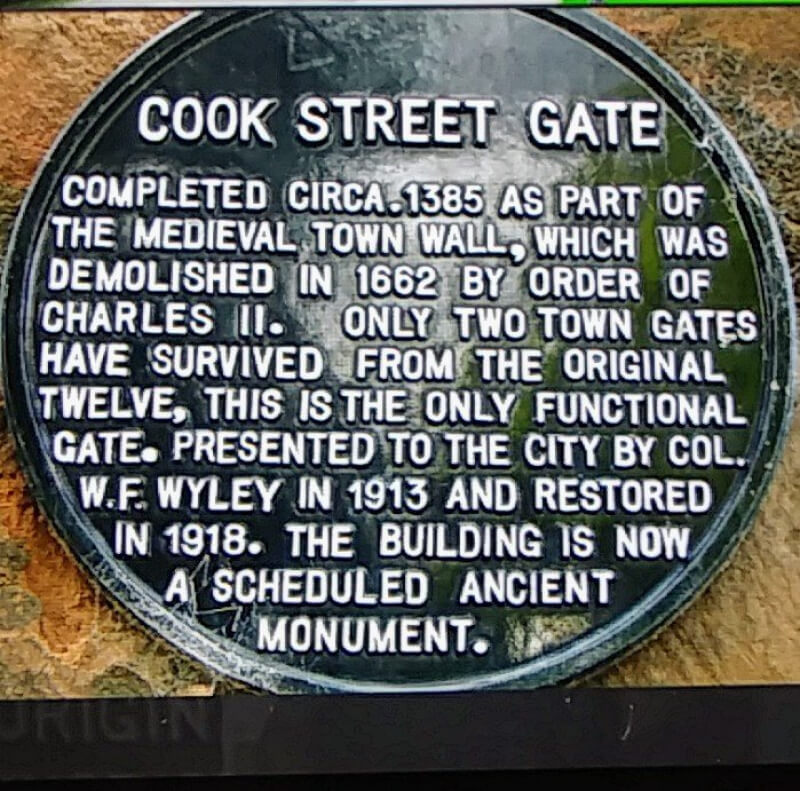 COOK STREET GATE
COMPLETED CIRCA.1385 AS PART OF
THE MEDIEVAL TOWN WALL, WHICH WAS
DEMOLISHED IN 1662 BY ORDER OF
CHARLES II. ONLY TWO TOWN GATES
HAVE SURVIVED FROM THE ORIGINAL
TWELVE, THIS IS THE ONLY FUNCTIONAL
GATE. PRESENTED TO THE CITY BY COL.
W.F. WYLEY IN 1913 AND RESTORED
IN 1918. THE BUILDING IS NOW
A SCHEDULED ANCIENT
MONUMENT.
ORIGIN